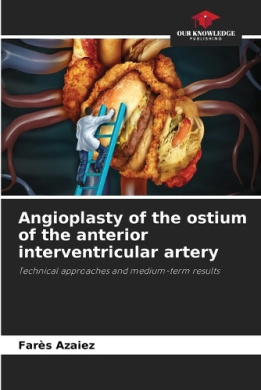 OUR KNOWLEDGE
PUBLISHING
Angioplasty of the ostium
of the anterior
interventricular artery
Technical approaches and medium-term results
Farès Azaiez